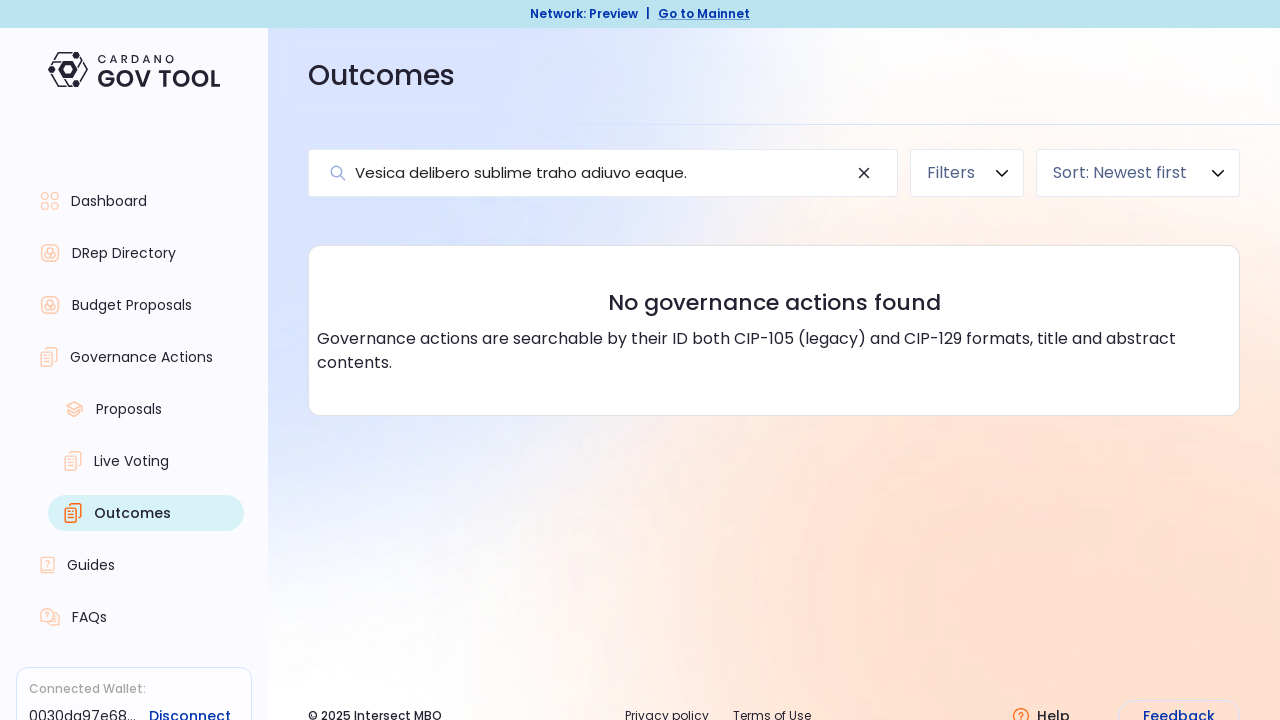 Network: Preview | Go to Mainnet
CARDANO
GOV TOOL
Outcomes
Vesica delibero sublime traho adiuvo eaque.
Filters
Sort: Newest first
Dashboard
DRep Directory
Budget Proposals
Governance Actions
Proposals
Live Voting
Outcomes
Guides
FAQs
No governance actions found
Governance actions are searchable by their ID both CIP-105 (legacy) and CIP-129 formats, title and abstract
contents.
Connected Wallet:
0030da97e68... Disconnect
© 2025 Intersect MBO
Privacy policy
Terms of Use
Help
Feedback